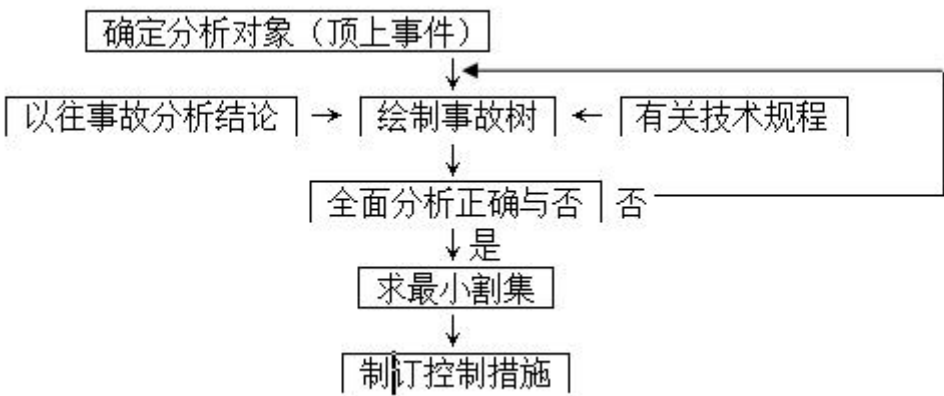 确定分析对象（顶上事件）
以往事故分析结论 → 绘制事故树 ← 有关技术规程
全面分析正确与否 否
是
求最小割集
制订控制措施